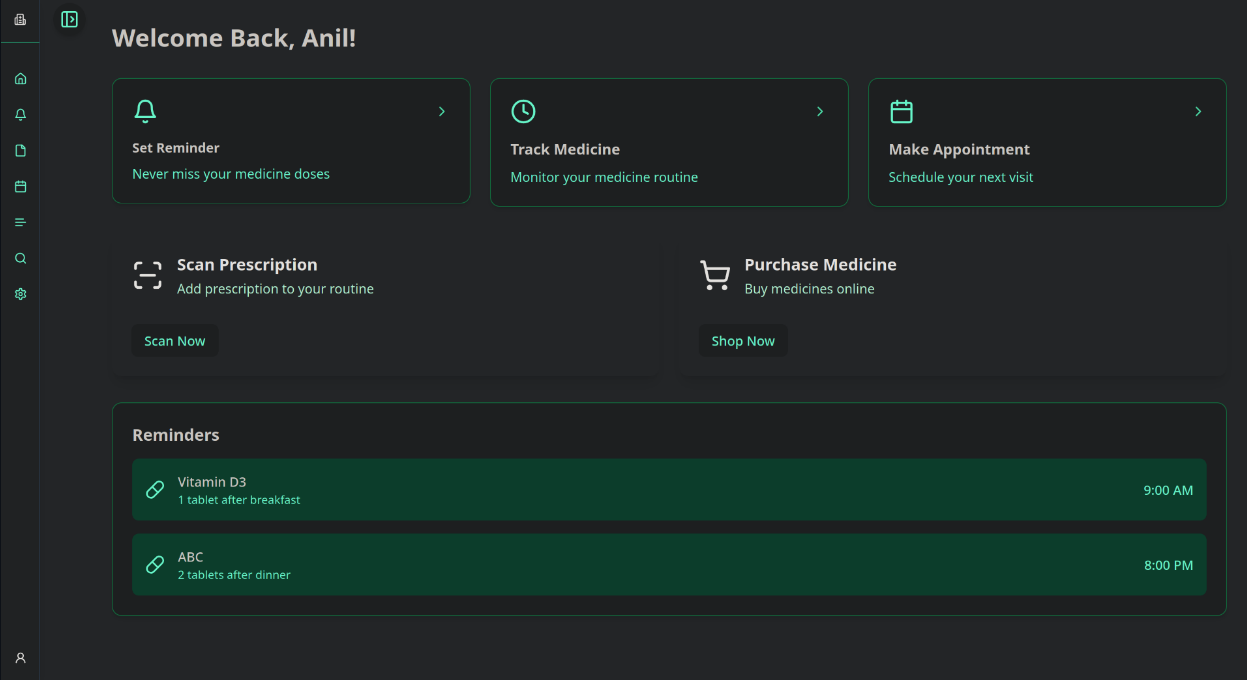 Welcome Back, Anil!
Set Reminder
Never miss your medicine doses
Track Medicine
Monitor your medicine routine
Make Appointment
Schedule your next visit
Scan Prescription
Add prescription to your routine
Scan Now
Purchase Medicine
Buy medicines online
Shop Now
Reminders
Vitamin D3
1 tablet after breakfast
9:00 AM
ABC
2 tablets after dinner
8:00 PM